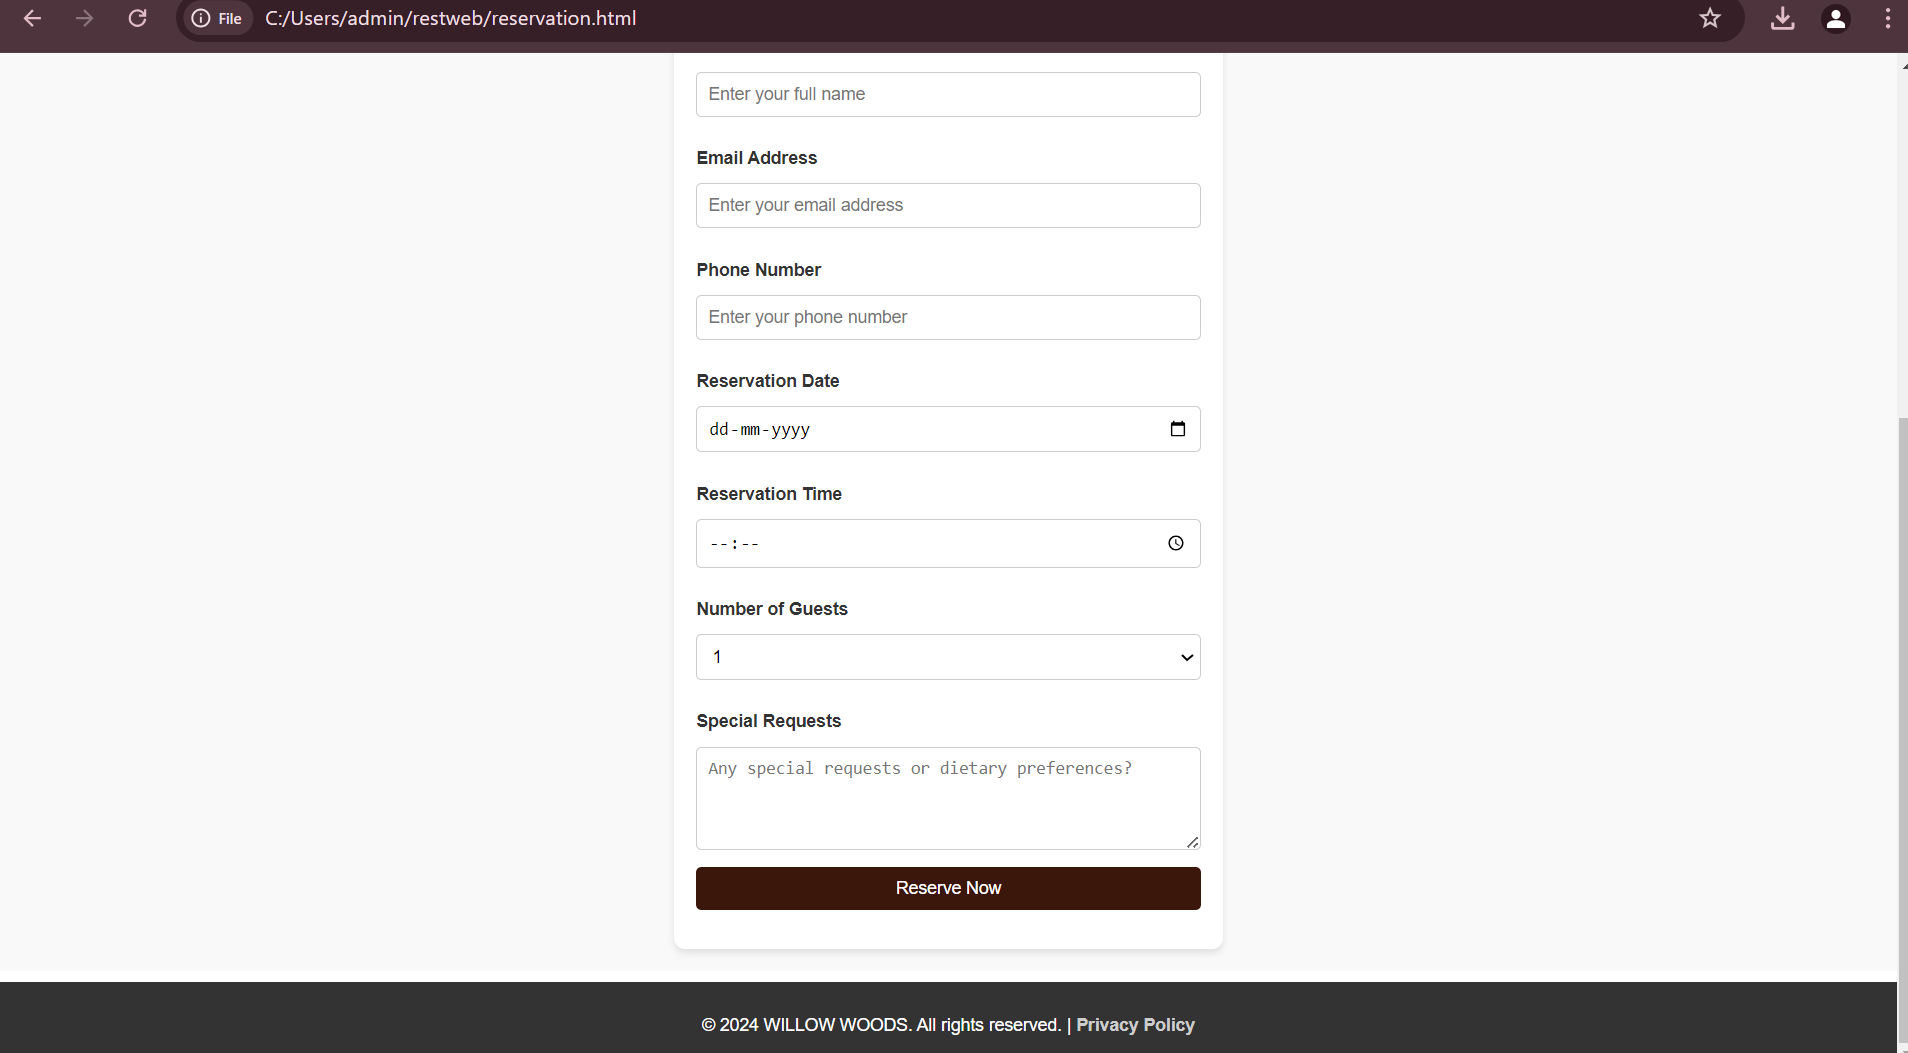 File C:/Users/admin/restweb/reservation.html
Enter your full name
Email Address
Enter your email address
Phone Number
Enter your phone number
Reservation Date
dd-mm-yyyy
Reservation Time
--:--
Number of Guests
1
Special Requests
Any special requests or dietary preferences?
Reserve Now
© 2024 WILLOW WOODS. All rights reserved. | Privacy Policy